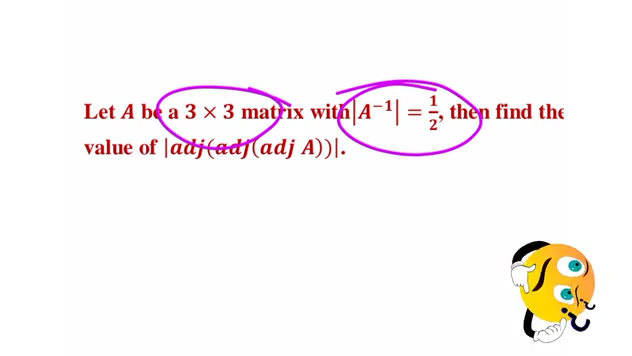 Let A be a 3 × 3 matrix with |A⁻¹| = 1/2, then find the
value of |adj(adj(adj A))|.